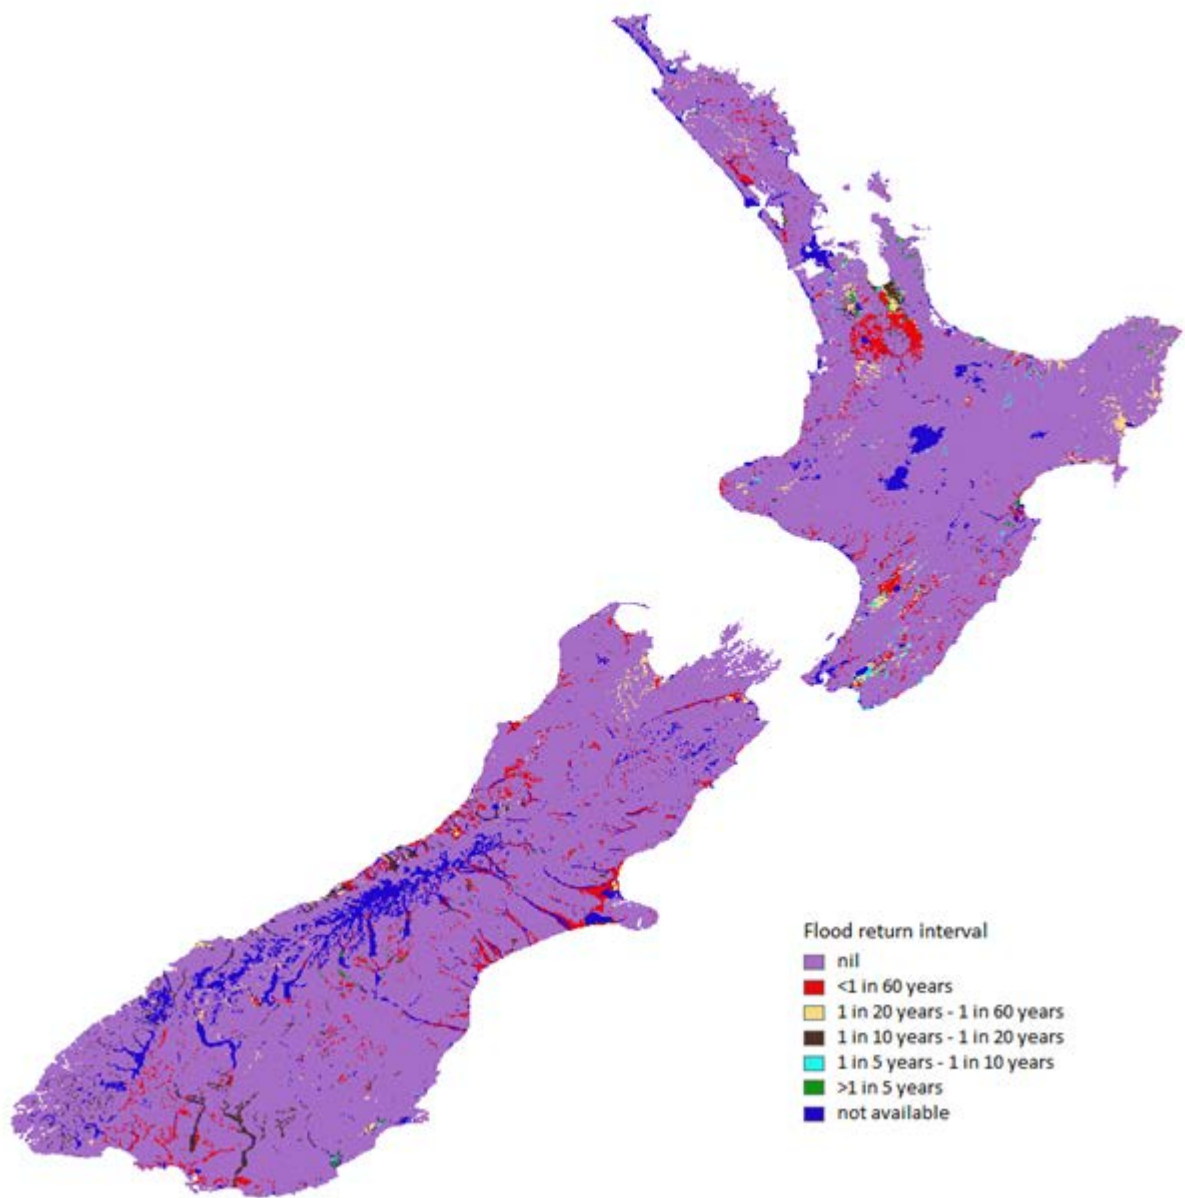 Flood return interval
nil
<1 in 60 years
1 in 20 years - 1 in 60 years
1 in 10 years - 1 in 20 years
1 in 5 years - 1 in 10 years
>1 in 5 years
not available